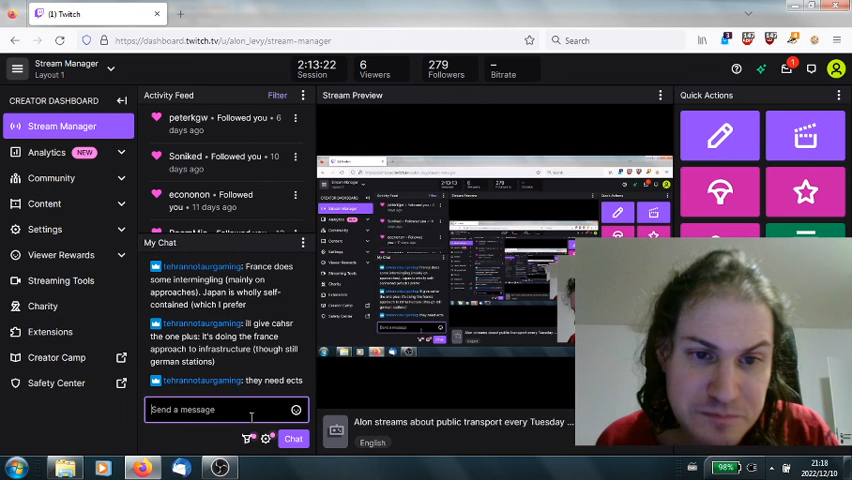 (1) Twitch
https://dashboard.twitch.tv/u/alon_levy/stream-manager
Search
3
147
147
4
Stream Manager
Layout 1
2:13:22
Session
6
Viewers
279
Followers
–
Bitrate
1
CREATOR DASHBOARD
Stream Manager
Analytics NEW
Community
Content
Settings
Viewer Rewards
Streaming Tools
Charity
Extensions
Creator Camp
Safety Center
Activity Feed
Filter
peterkgw • Followed you • 6
days ago
Soniked • Followed you • 10
days ago
econonon • Followed
you • 11 days ago
My Chat
tehrannotaurgaming: France does
some intermingling (mainly on
approaches). Japan is wholly self-
contained (which I prefer
tehrannotaurgaming: ill give cahsr
the one plus: it's doing the france
approach to infrastructure (though still
german stations)
tehrannotaurgaming: they need ects
Send a message
Chat
Stream Preview
Alon streams about public transport every Tuesday ...
English
Quick Actions
98%
21:18
2022/12/10